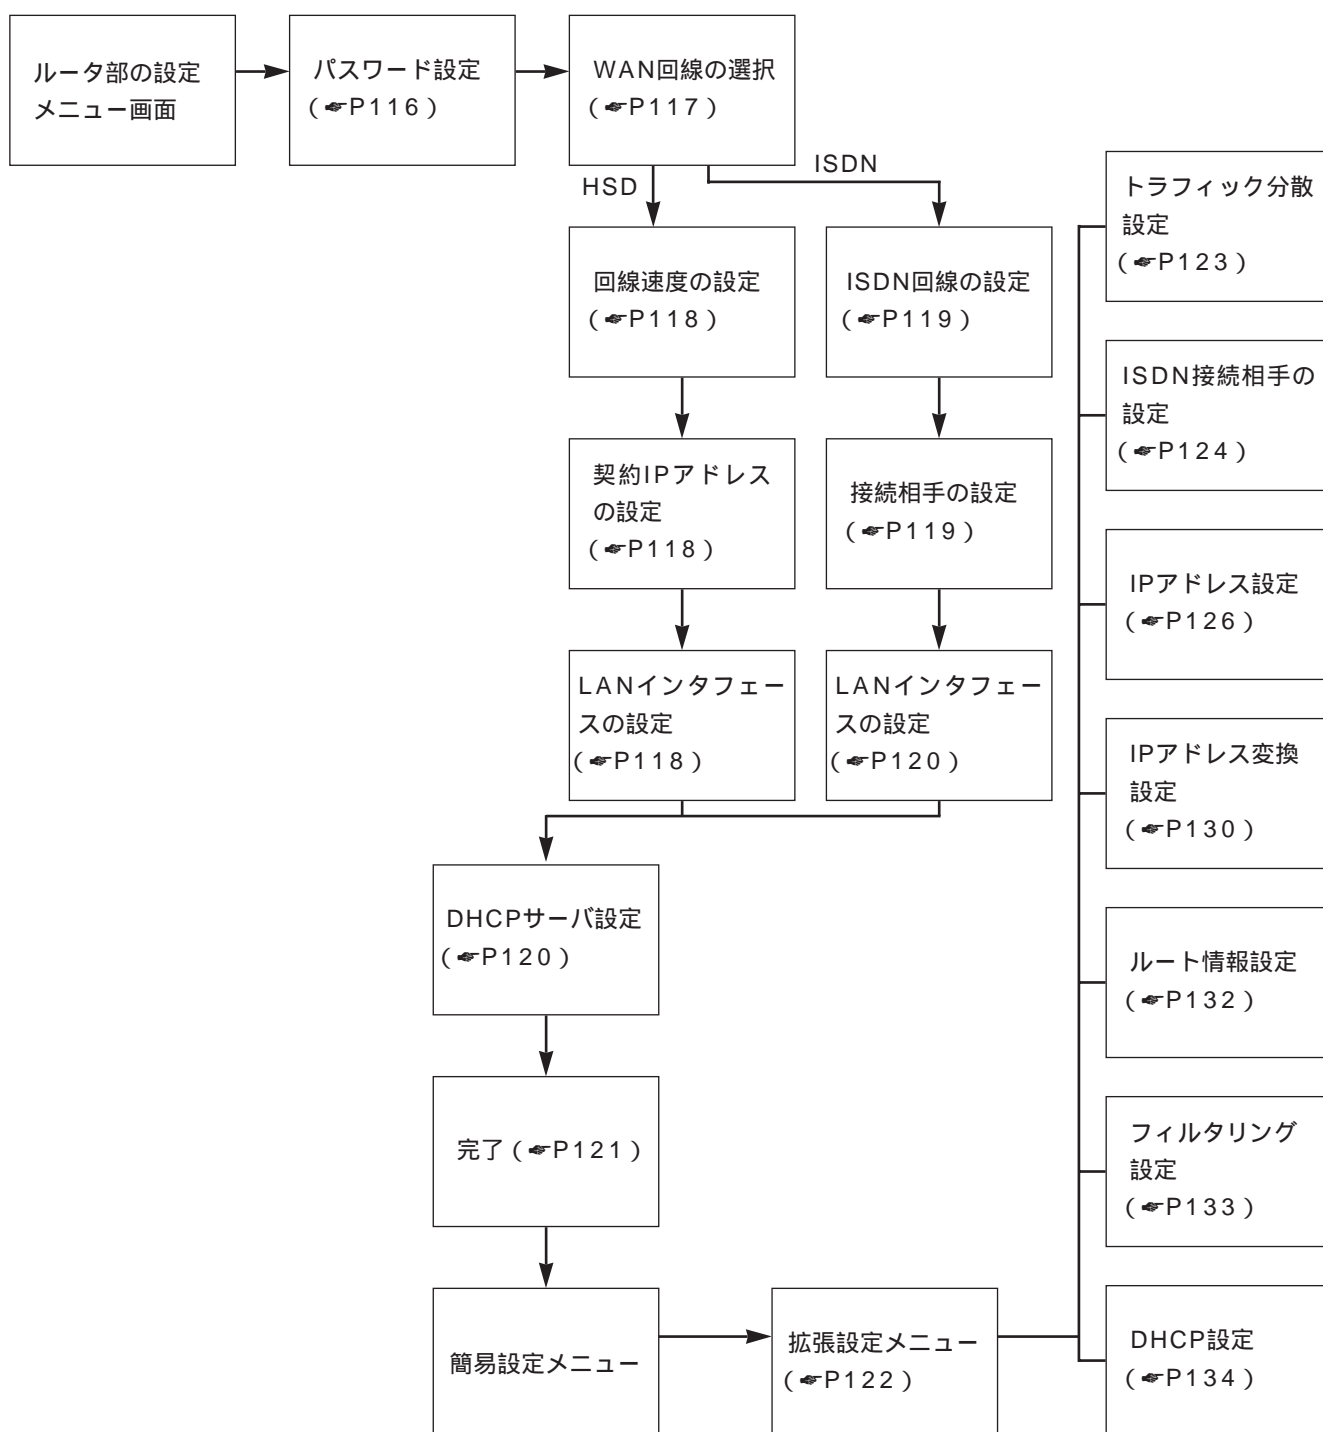 ルータ部の設定
メニュー画面
パスワード設定
(☛P116)
WAN回線の選択
(☛P117)
HSD
ISDN
回線速度の設定
(☛P118)
ISDN回線の設定
(☛P119)
契約IPアドレス
の設定
(☛P118)
接続相手の設定
(☛P119)
LANインタフェー
スの設定
(☛P118)
LANインタフェー
スの設定
(☛P120)
DHCPサーバ設定
(☛P120)
完了(☛P121)
簡易設定メニュー
拡張設定メニュー
(☛P122)
トラフィック分散
設定
(☛P123)
ISDN接続相手の
設定
(☛P124)
IPアドレス設定
(☛P126)
IPアドレス変換
設定
(☛P130)
ルート情報設定
(☛P132)
フィルタリング
設定
(☛P133)
DHCP設定
(☛P134)